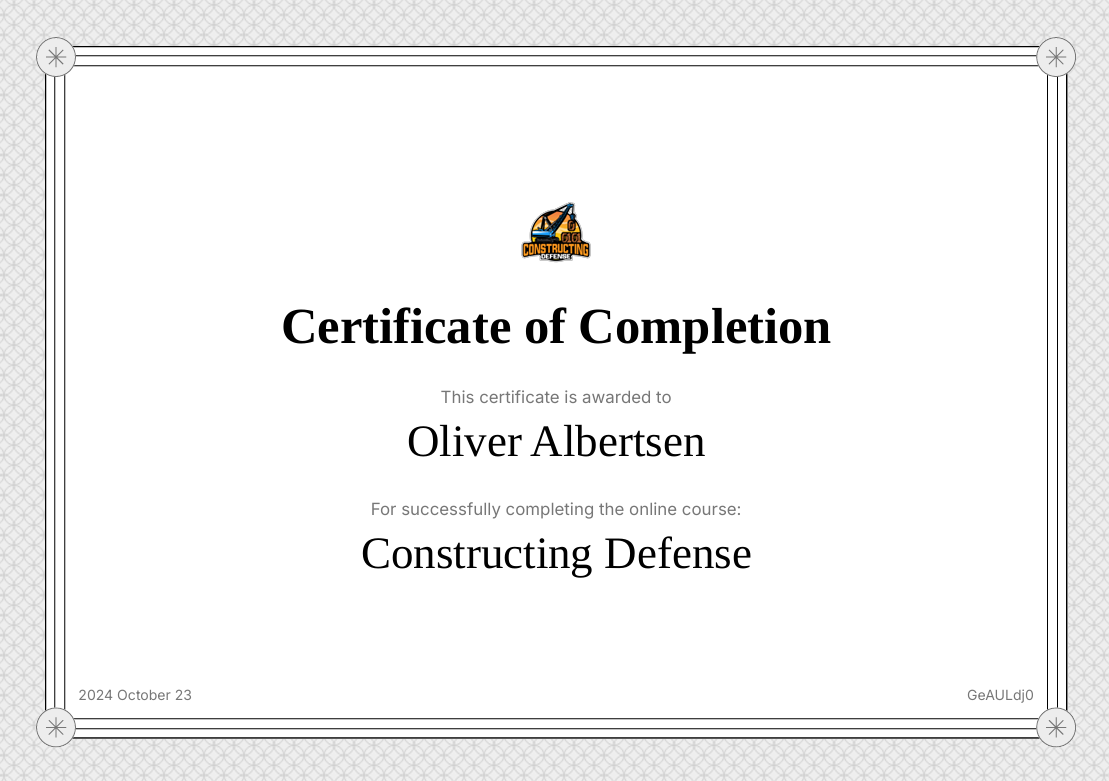 CONSTRUCTING
DEFENSE
Certificate of Completion
This certificate is awarded to
Oliver Albertsen
For successfully completing the online course:
Constructing Defense
2024 October 23
GeAULdj0